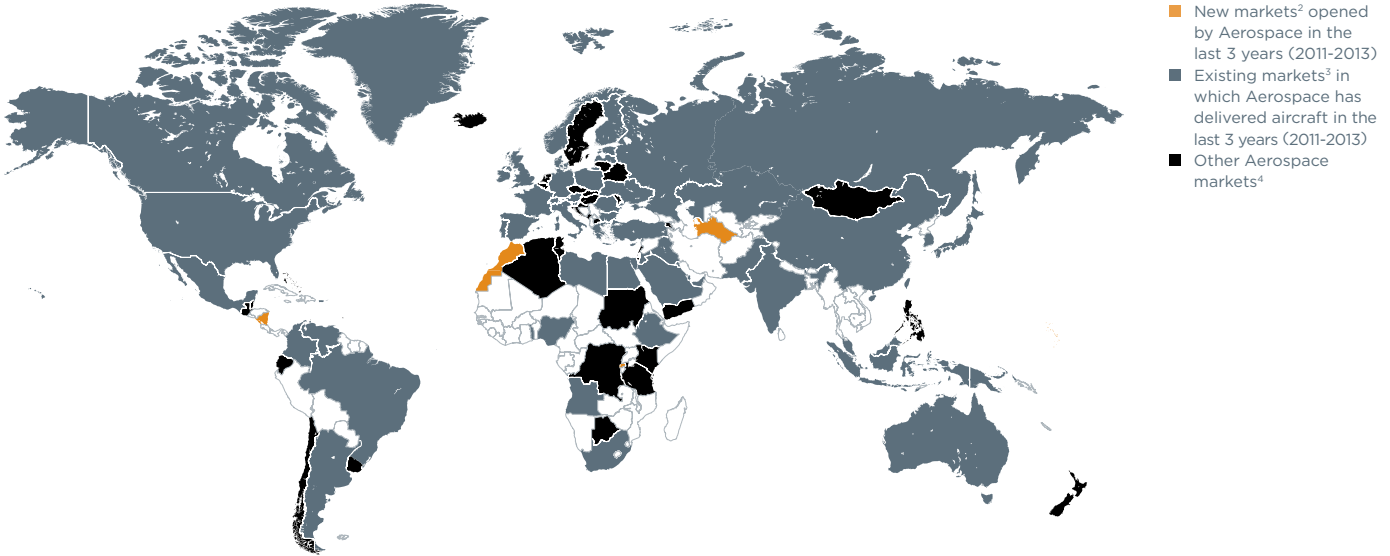 New markets² opened
by Aerospace in the
last 3 years (2011-2013)
Existing markets³ in
which Aerospace has
delivered aircraft in the
last 3 years (2011-2013)
Other Aerospace
markets⁴